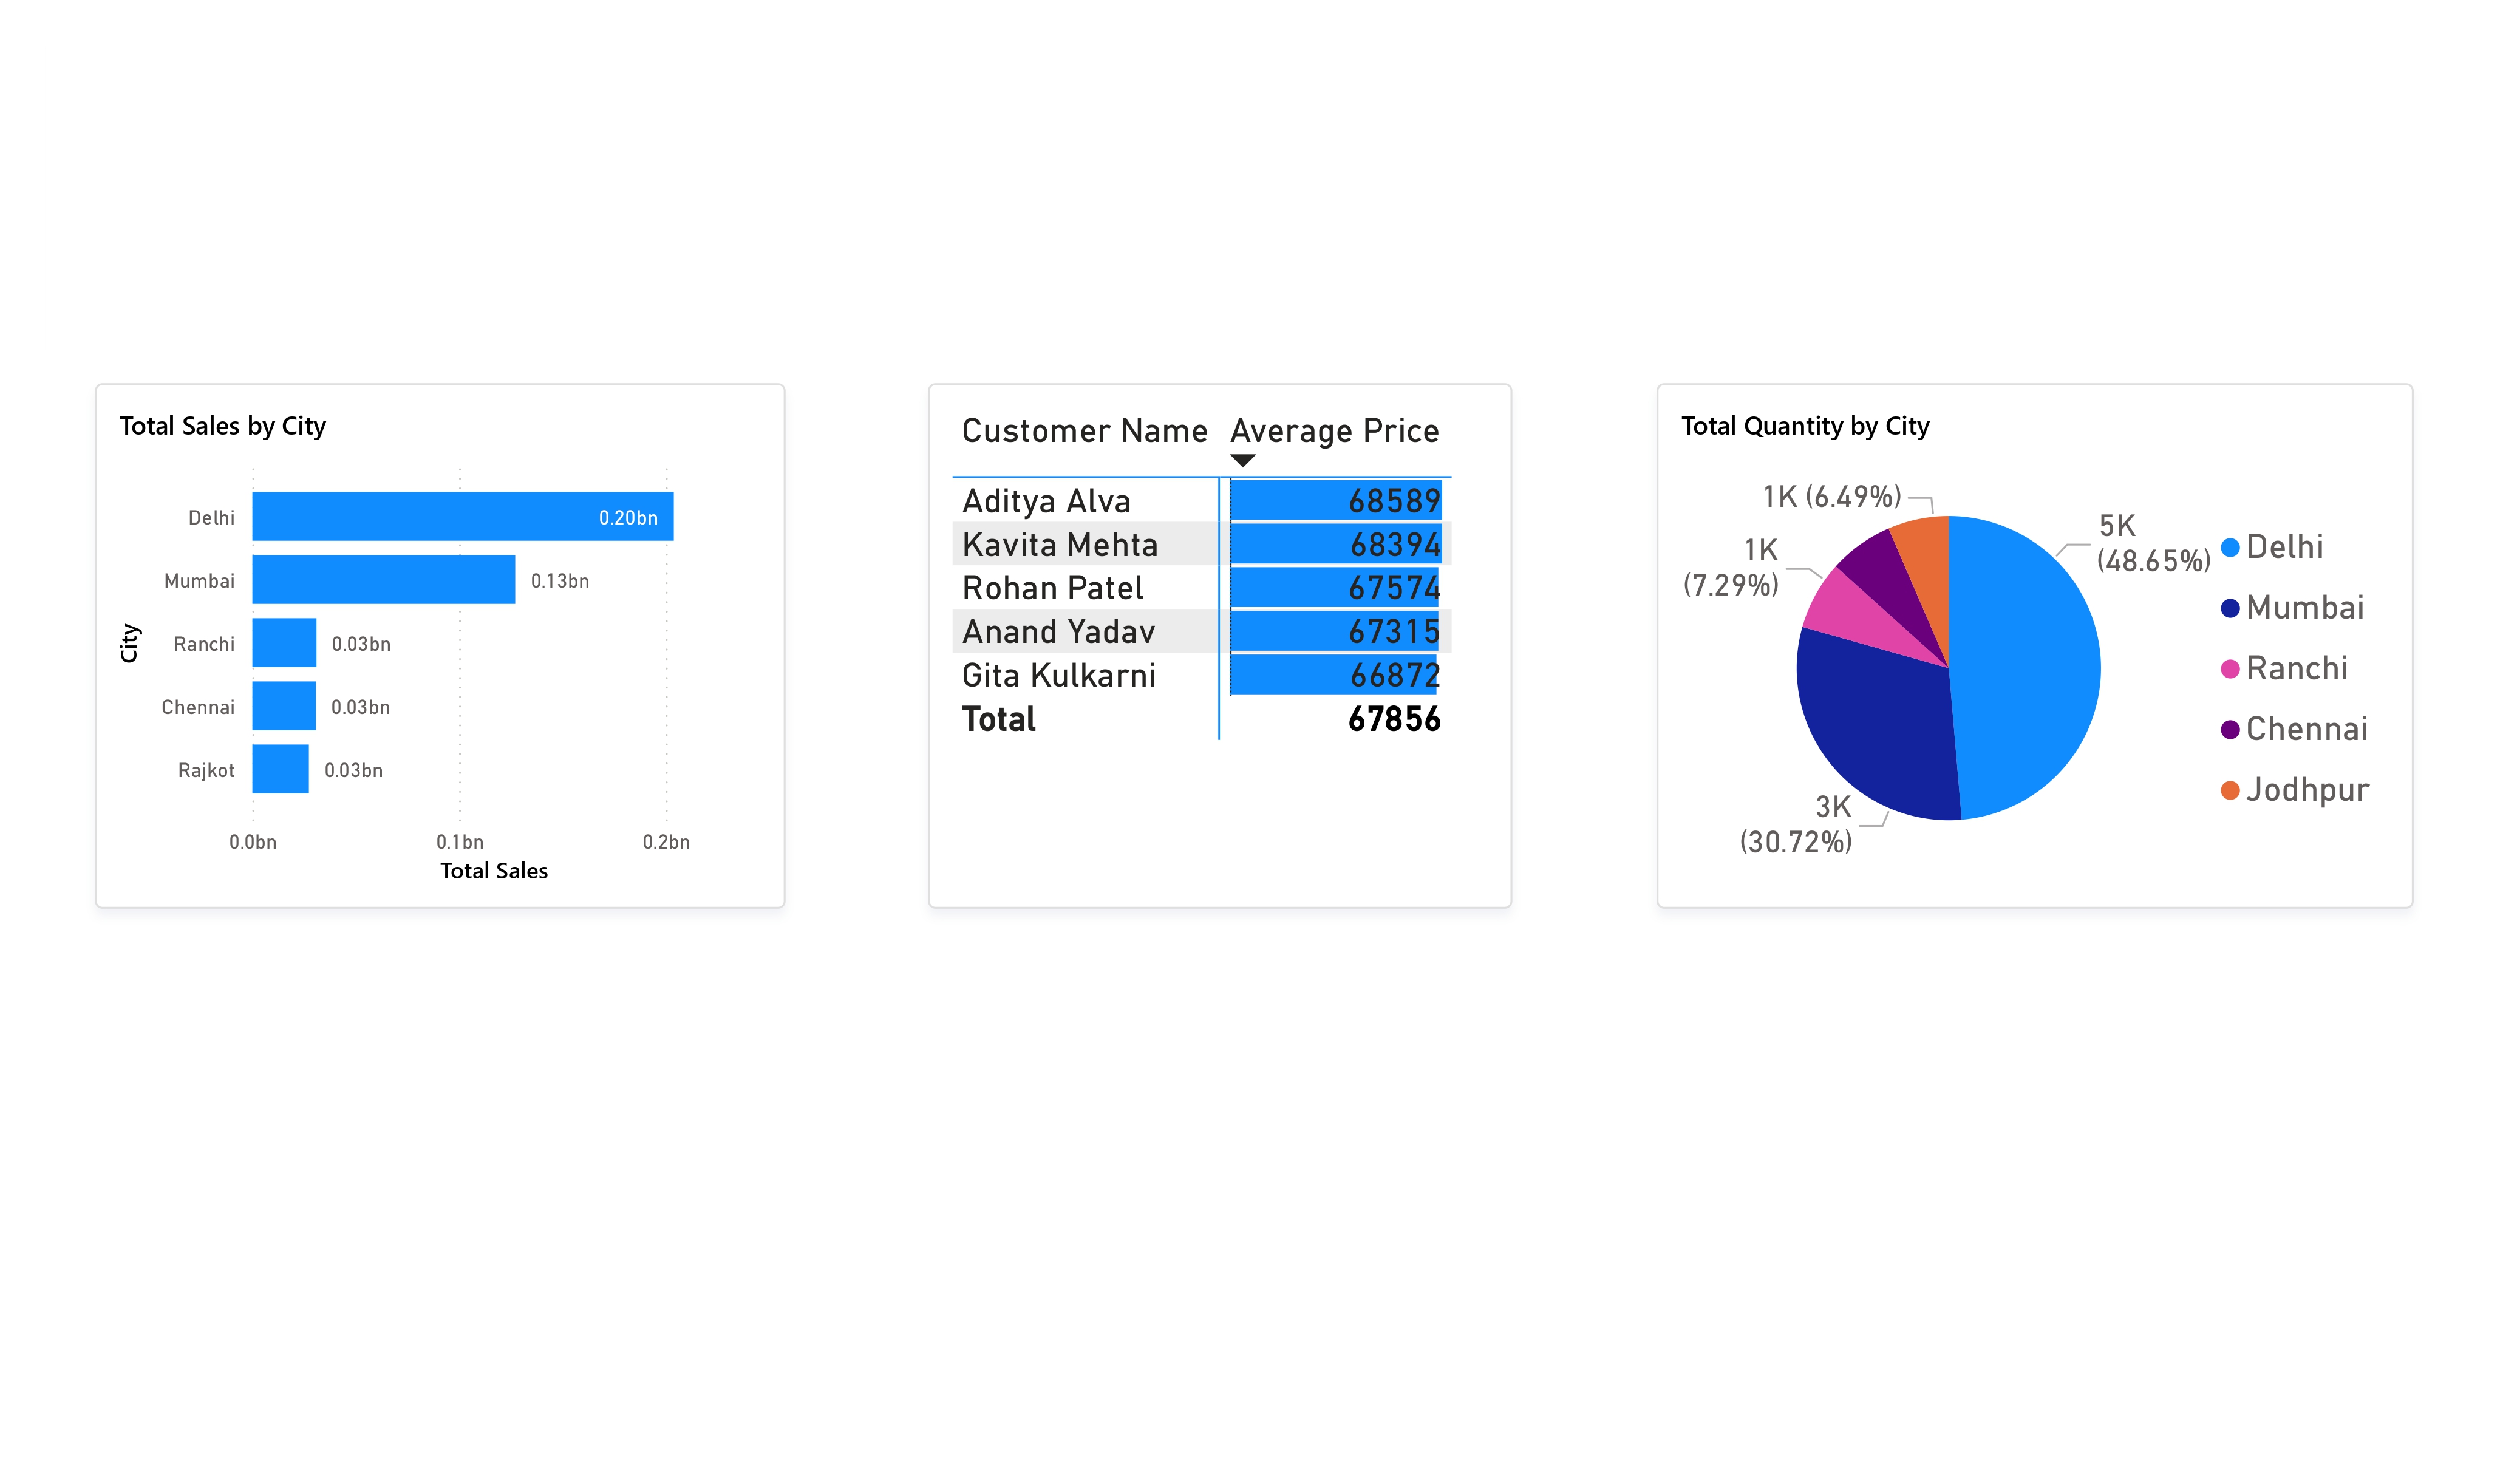 Total Sales by City
City
Delhi
0.20bn
Mumbai
0.13bn
Ranchi
0.03bn
Chennai
0.03bn
Rajkot
0.03bn
0.0bn
0.1bn
0.2bn
Total Sales
Customer Name Average Price
Aditya Alva 68589
Kavita Mehta 68394
Rohan Patel 67574
Anand Yadav 67315
Gita Kulkarni 66872
Total 67856
Total Quantity by City
1K (6.49%)
1K
(7.29%)
3K
(30.72%)
5K
(48.65%)
Delhi
Mumbai
Ranchi
Chennai
Jodhpur